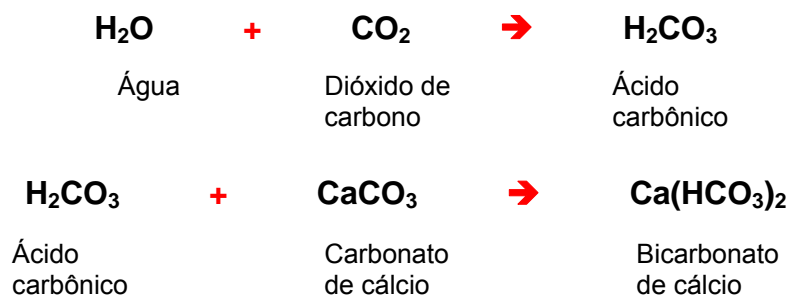 H₂O + CO₂ ➔ H₂CO₃
Água Dióxido de Ácido
carbono carbônico
H₂CO₃ + CaCO₃ ➔ Ca(HCO₃)₂
Ácido Carbonato Bicarbonato
carbônico de cálcio de cálcio